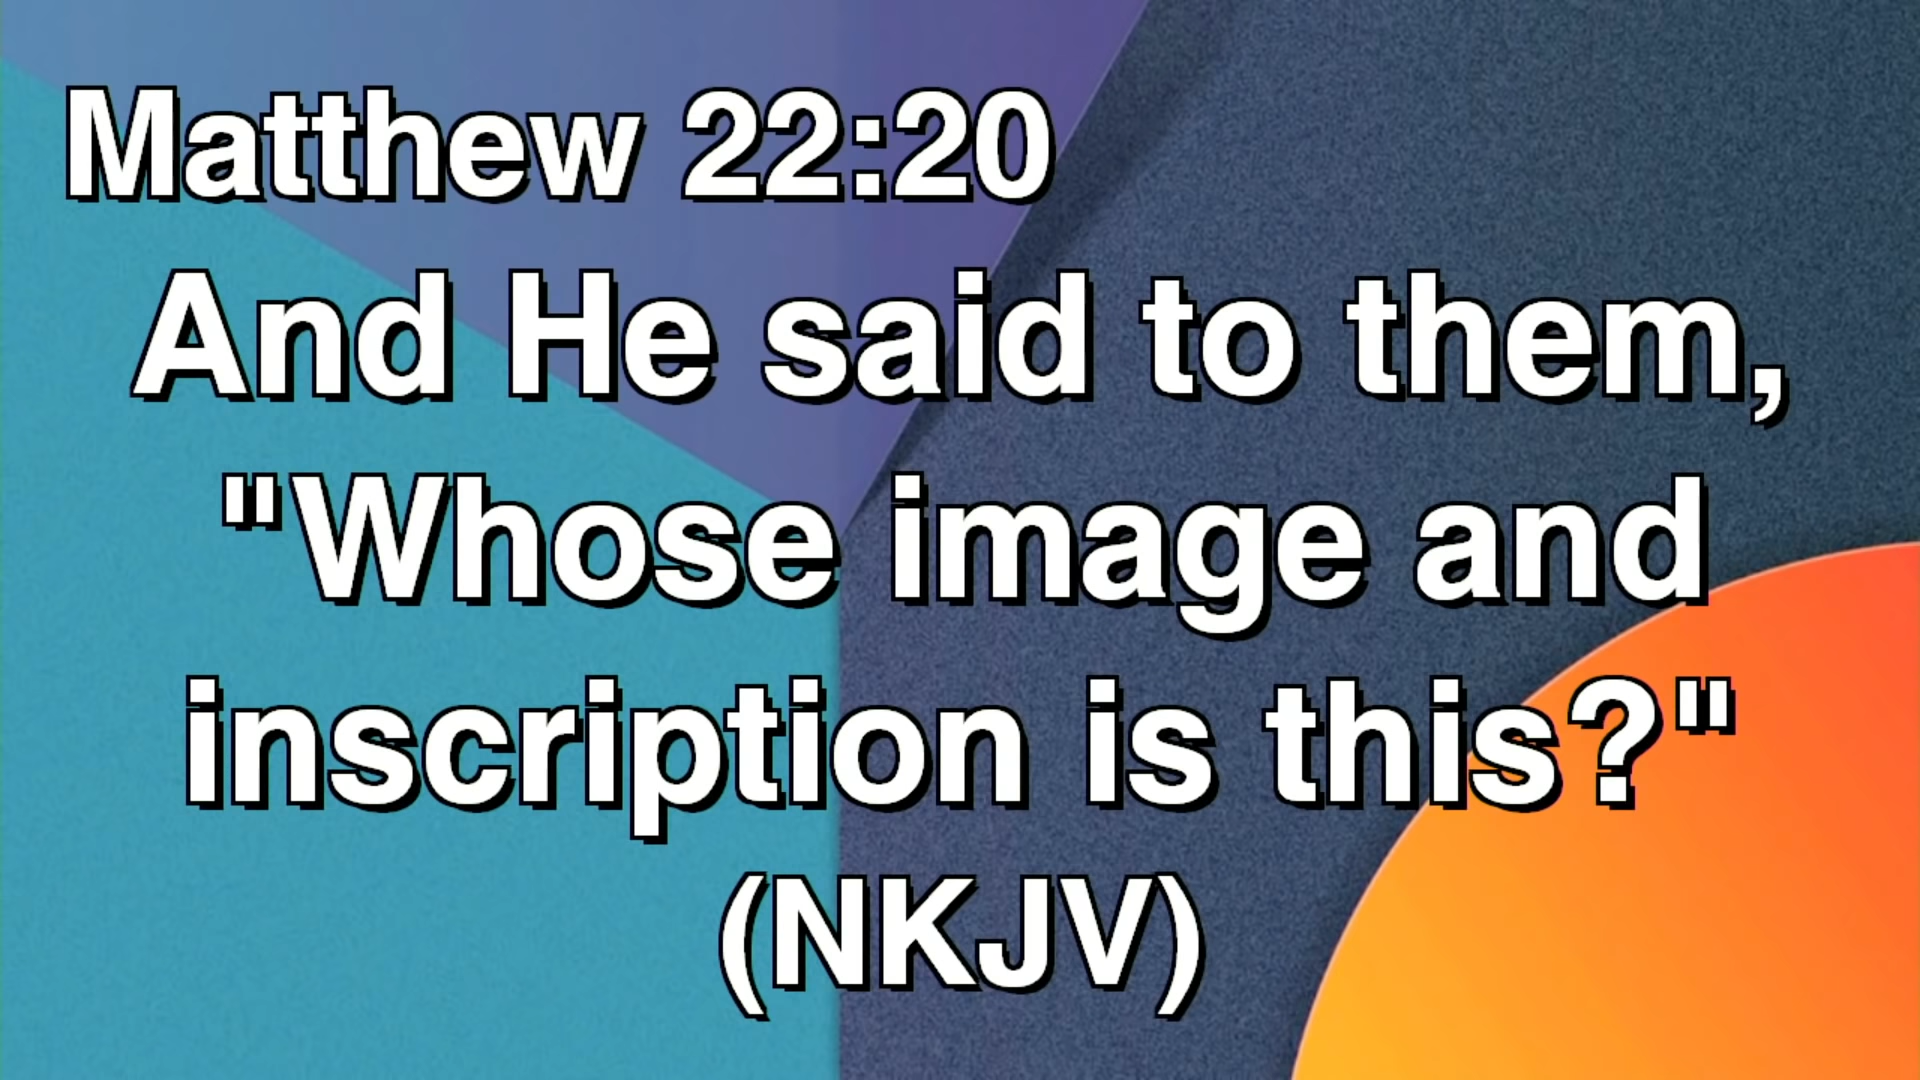 Matthew 22:20
And He said to them,
"Whose image and
inscription is this?"
(NKJV)